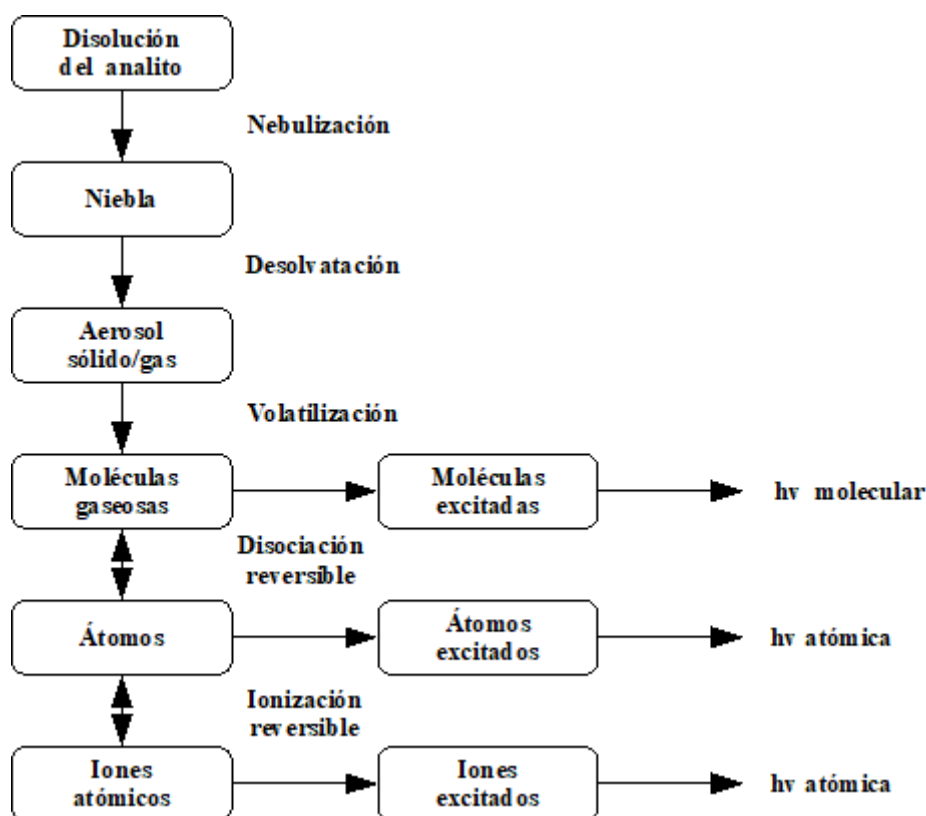 Disolución
del analito
Nebulización
Niebla
Desolvatación
Aerosol
sólido/gas
Volatilización
Moléculas
gaseosas
Moléculas
excitadas
hv molecular
Disociación
reversible
Átomos
Átomos
excitados
hv atómica
Ionización
reversible
Iones
atómicos
Iones
excitados
hv atómica